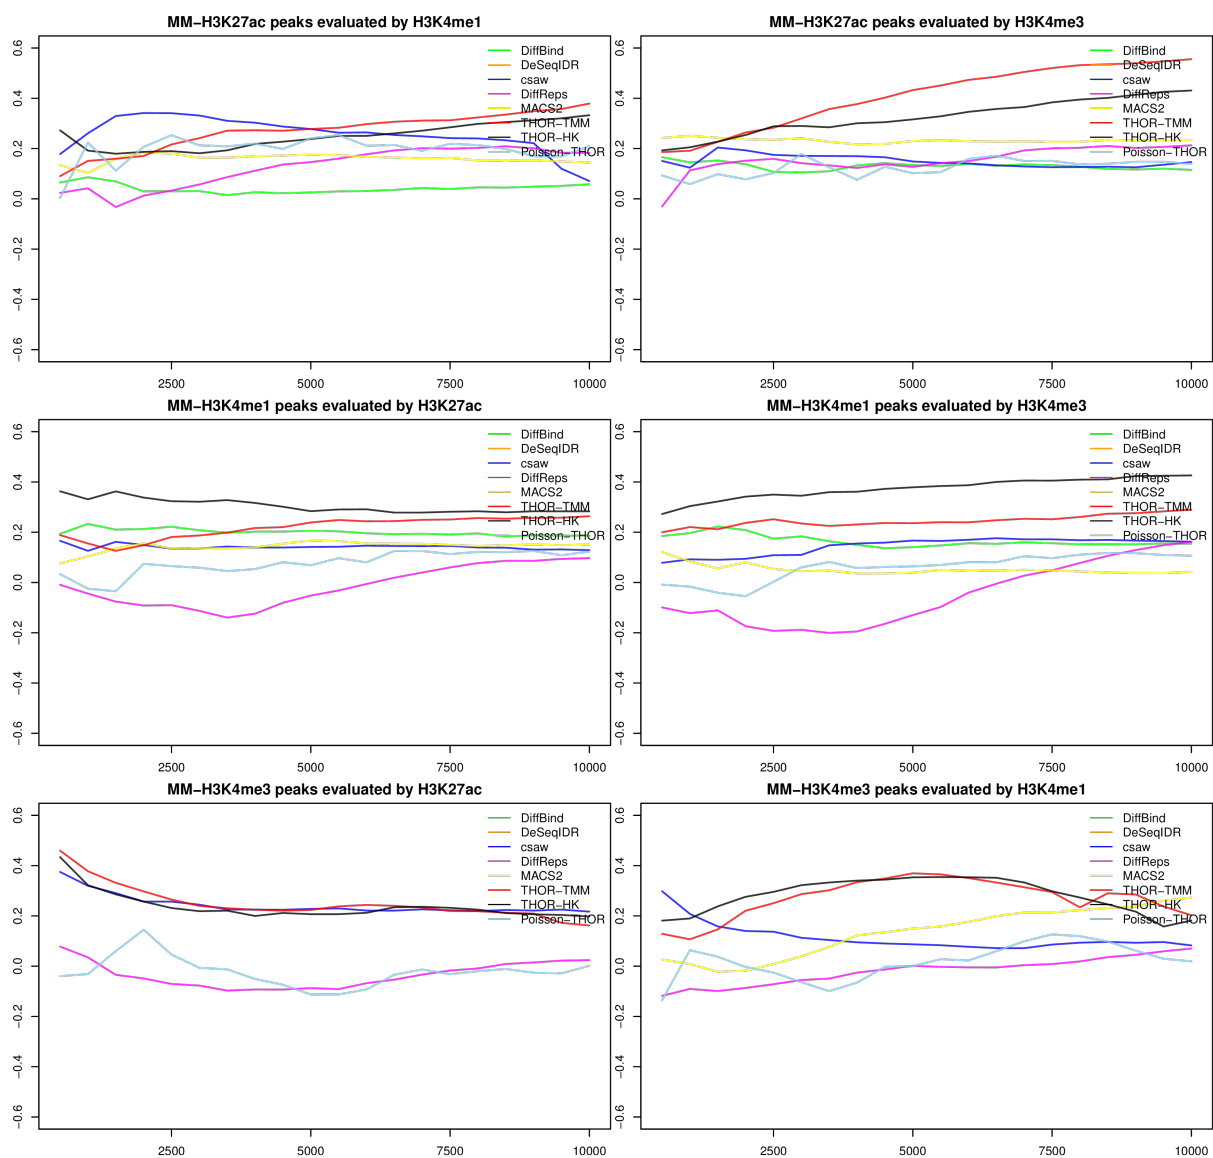 MM−H3K27ac peaks evaluated by H3K4me1
0.6
0.4
0.2
0.0
−0.2
−0.4
−0.6
DiffBind
DeSeqIDR
csaw
DiffReps
MACS2
THOR−TMM
THOR−HK
Poisson−THOR
2500
5000
7500
10000
MM−H3K27ac peaks evaluated by H3K4me3
0.6
0.4
0.2
0.0
−0.2
−0.4
−0.6
DiffBind
DeSeqIDR
csaw
DiffReps
MACS2
THOR−TMM
THOR−HK
Poisson−THOR
2500
5000
7500
10000
MM−H3K4me1 peaks evaluated by H3K27ac
0.6
0.4
0.2
0.0
−0.2
−0.4
−0.6
DiffBind
DeSeqIDR
csaw
DiffReps
MACS2
THOR−TMM
THOR−HK
Poisson−THOR
2500
5000
7500
10000
MM−H3K4me1 peaks evaluated by H3K4me3
0.6
0.4
0.2
0.0
−0.2
−0.4
−0.6
DiffBind
DeSeqIDR
csaw
DiffReps
MACS2
THOR−TMM
THOR−HK
Poisson−THOR
2500
5000
7500
10000
MM−H3K4me3 peaks evaluated by H3K27ac
0.6
0.4
0.2
0.0
−0.2
−0.4
−0.6
DiffBind
DeSeqIDR
csaw
DiffReps
MACS2
THOR−TMM
THOR−HK
Poisson−THOR
2500
5000
7500
10000
MM−H3K4me3 peaks evaluated by H3K4me1
0.6
0.4
0.2
0.0
−0.2
−0.4
−0.6
DiffBind
DeSeqIDR
csaw
DiffReps
MACS2
THOR−TMM
THOR−HK
Poisson−THOR
2500
5000
7500
10000